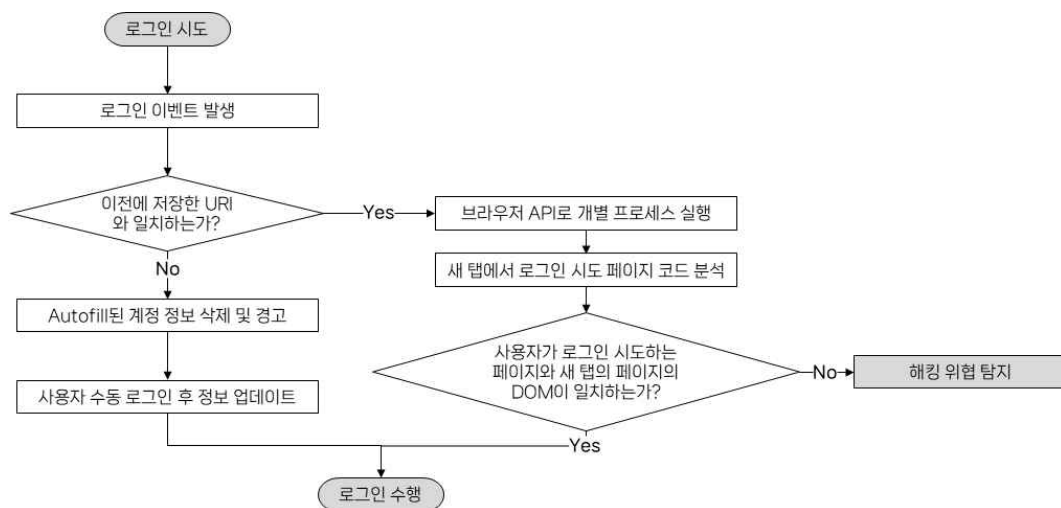 로그인 시도
로그인 이벤트 발생
이전에 저장한 URI
와 일치하는가?
Yes
브라우저 API로 개별 프로세스 실행
No
새 탭에서 로그인 시도 페이지 코드 분석
Autofill된 계정 정보 삭제 및 경고
사용자가 로그인 시도하는
페이지와 새 탭의 페이지의
DOM이 일치하는가?
No
해킹 위협 탐지
사용자 수동 로그인 후 정보 업데이트
Yes
로그인 수행